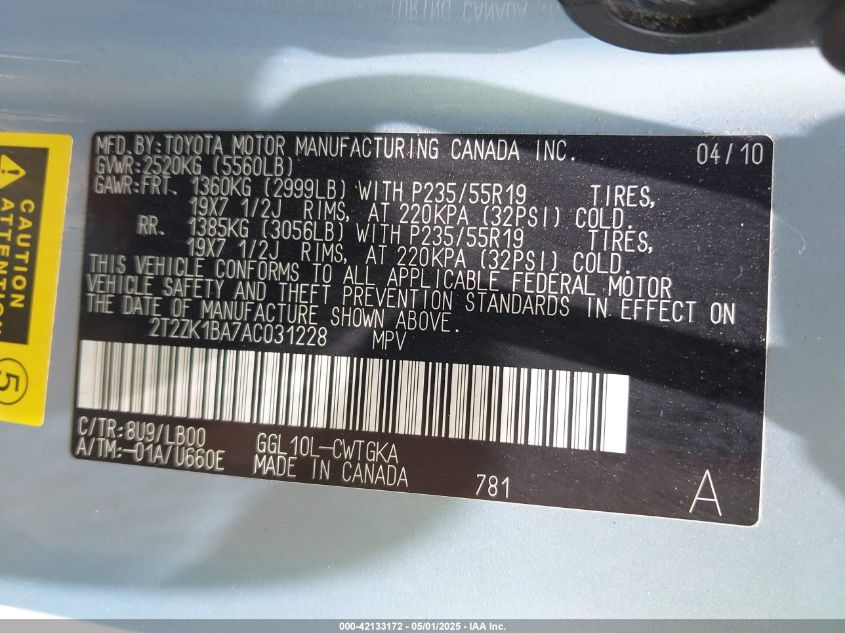 URING CANADA
CAUTION
ATTENTION
5
MFD.BY:TOYOTA MOTOR MANUFACTURING CANADA INC. 04/10
GVWR:2520KG (5560LB)
GAWR:FRT. 1360KG (2999LB) WITH P235/55R19 TIRES,
19X7 1/2J RIMS, AT 220KPA (32PSI) COLD.
RR. 1385KG (3056LB) WITH P235/55R19 TIRES,
19X7 1/2J RIMS, AT 220KPA (32PSI) COLD.
THIS VEHICLE CONFORMS TO ALL APPLICABLE FEDERAL MOTOR
VEHICLE SAFETY AND THEFT PREVENTION STANDARDS IN EFFECT ON
THE DATE OF MANUFACTURE SHOWN ABOVE.
2T2ZK1BA7AC031228 MPV
C/TR:8U9/LB00 GGL10L-CWTGKA
A/TM:-01A/U660E MADE IN CANADA 781 A
000-42133172 - 05/01/2025 - IAA Inc.